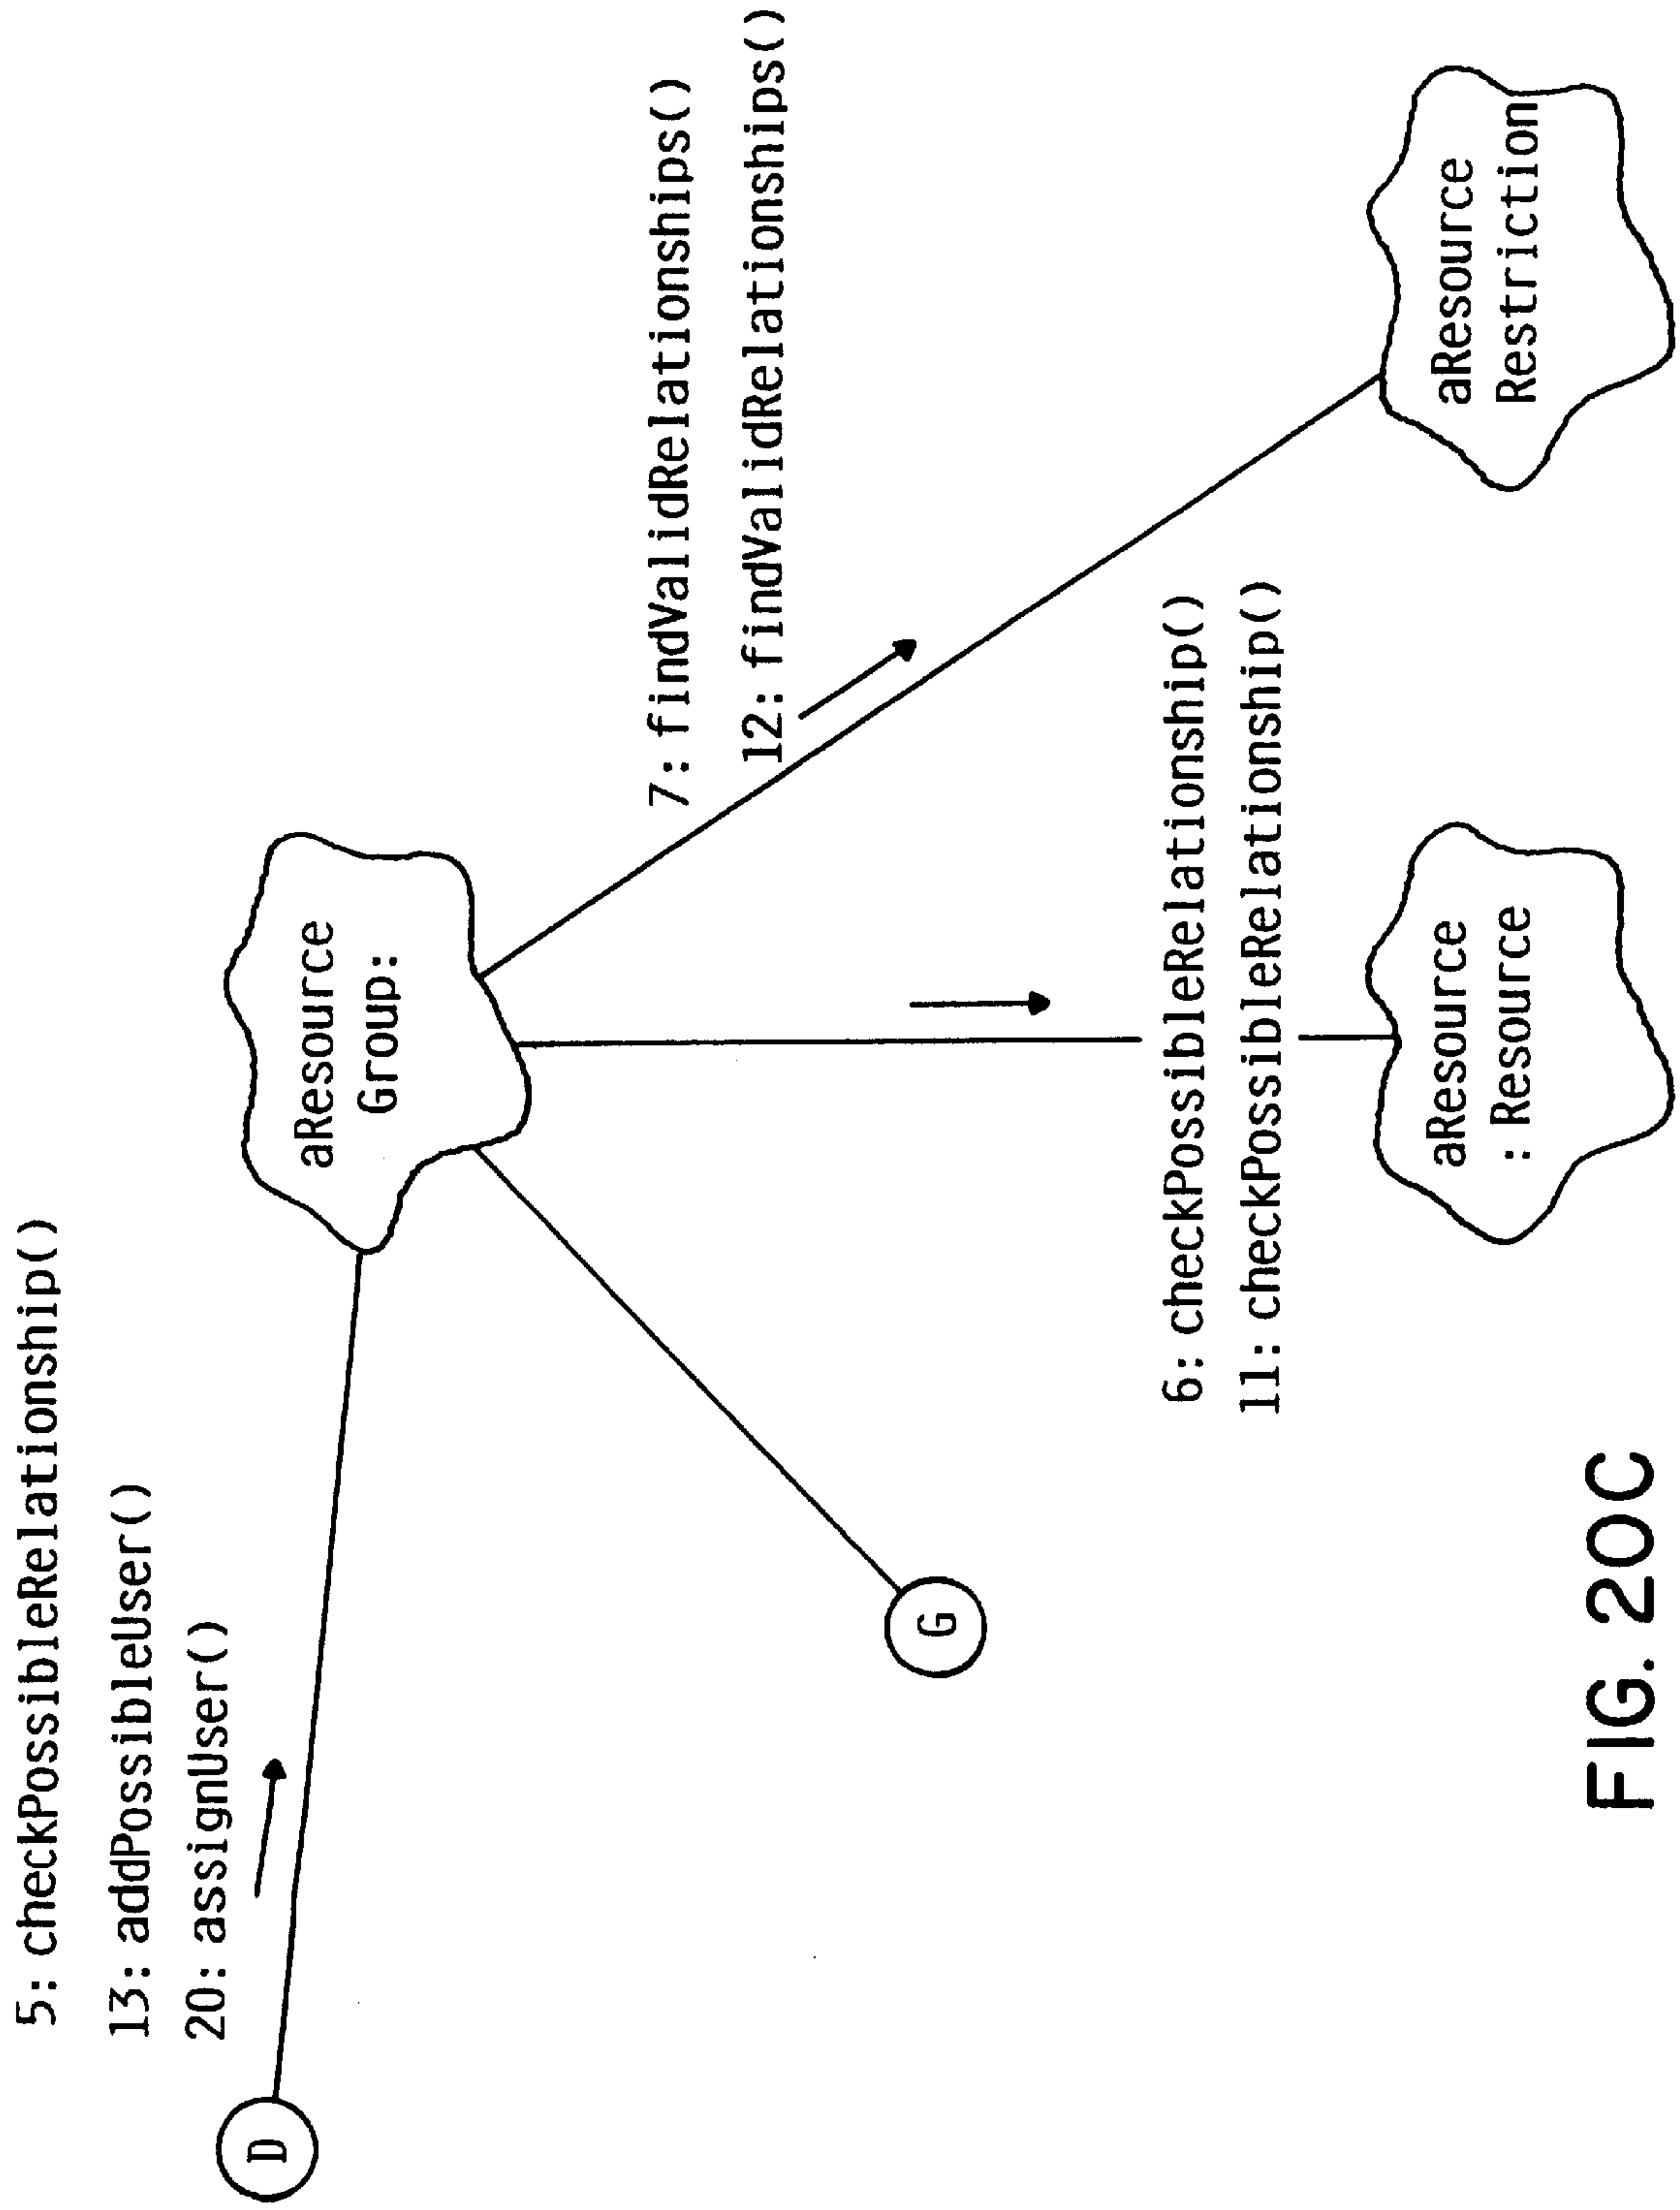 5: checkPossibleRelationship()
13: addPossibleUser()
20: assignUser()
D
aResource
Group:
7: findValidRelationships()
12: findValidRelationships()
G
6: checkPossibleRelationship()
11: checkPossibleRelationship()
aResource
: Resource
aResource
Restriction
FIG. 20C